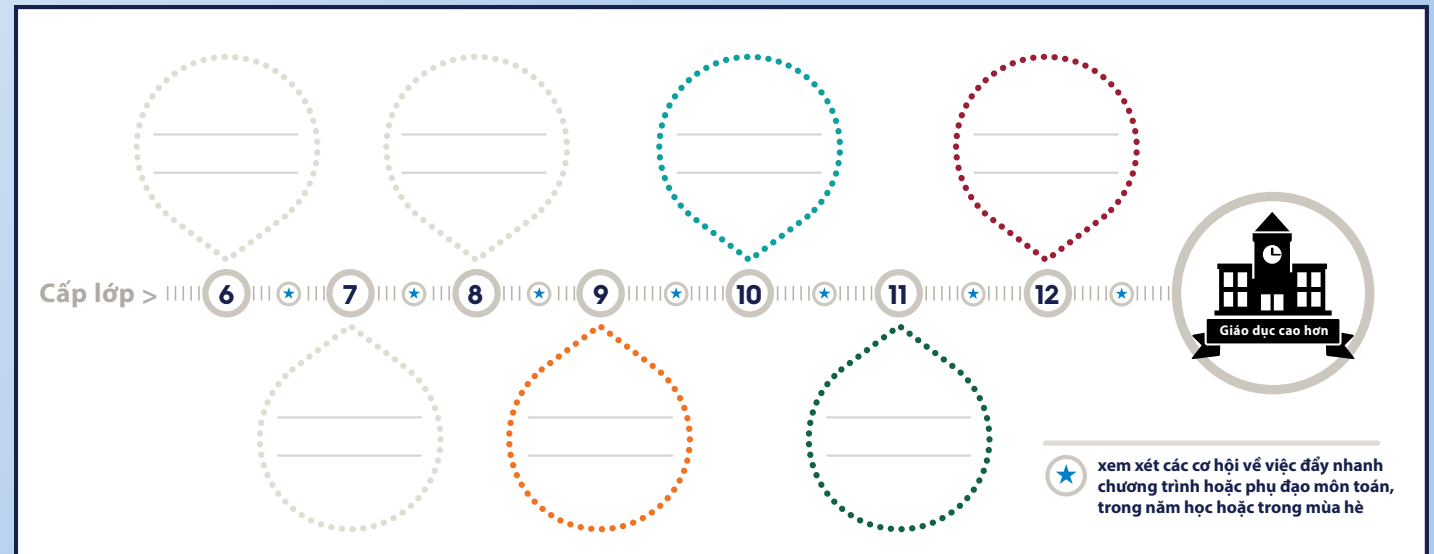 Cấp lớp > 6 7 8 9 10 11 12
Giáo dục cao hơn
xem xét các cơ hội về việc đẩy nhanh
chương trình hoặc phụ đạo môn toán,
trong năm học hoặc trong mùa hè